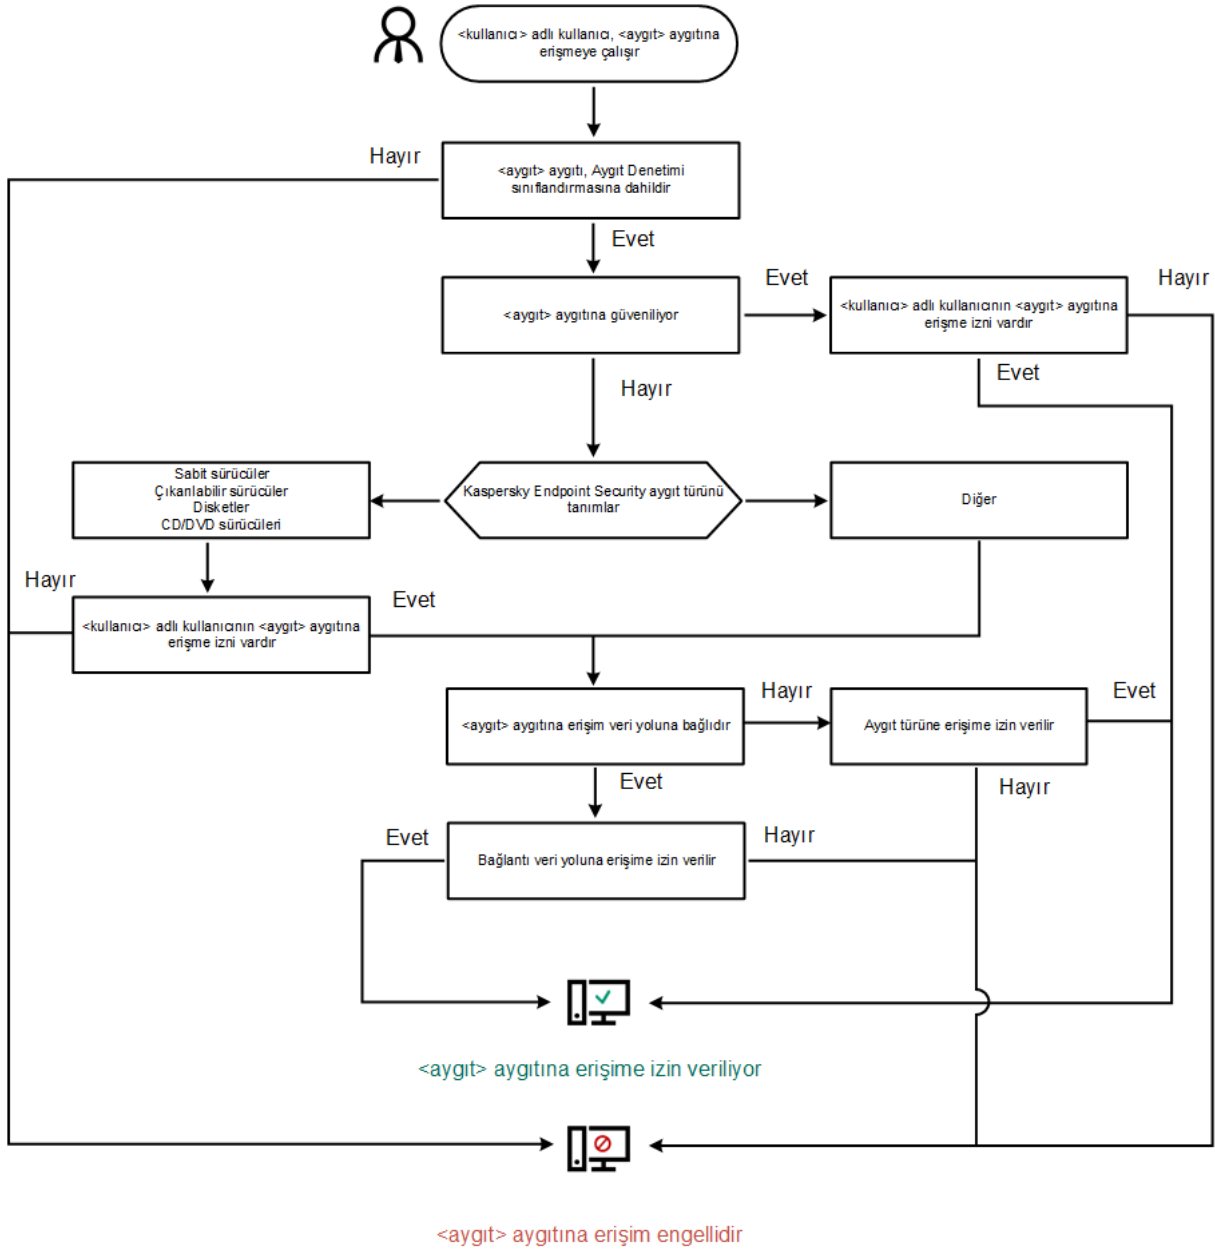 <kullanıcı> adlı kullanıcı, <aygıt> aygıtına
erişmeye çalışır
Hayır
<aygıt> aygıtı, Aygıt Denetimi
sınıflandırmasına dahildir
Evet
Evet
Hayır
<aygıt> aygıtına güveniliyor
<kullanıcı> adlı kullanıcının <aygıt> aygıtına
erişme izni vardır
Hayır
Evet
Sabit sürücüler
Çıkarılabilir sürücüler
Disketler
CD/DVD sürücüleri
Kaspersky Endpoint Security aygıt türünü
tanımlar
Diğer
Hayır
Evet
<kullanıcı> adlı kullanıcının <aygıt> aygıtına
erişme izni vardır
Hayır
Evet
<aygıt> aygıtına erişim veri yoluna bağlıdır
Aygıt türüne erişime izin verilir
Evet
Hayır
Evet
Hayır
Bağlantı veri yoluna erişime izin verilir
<aygıt> aygıtına erişime izin veriliyor
<aygıt> aygıtına erişim engellidir